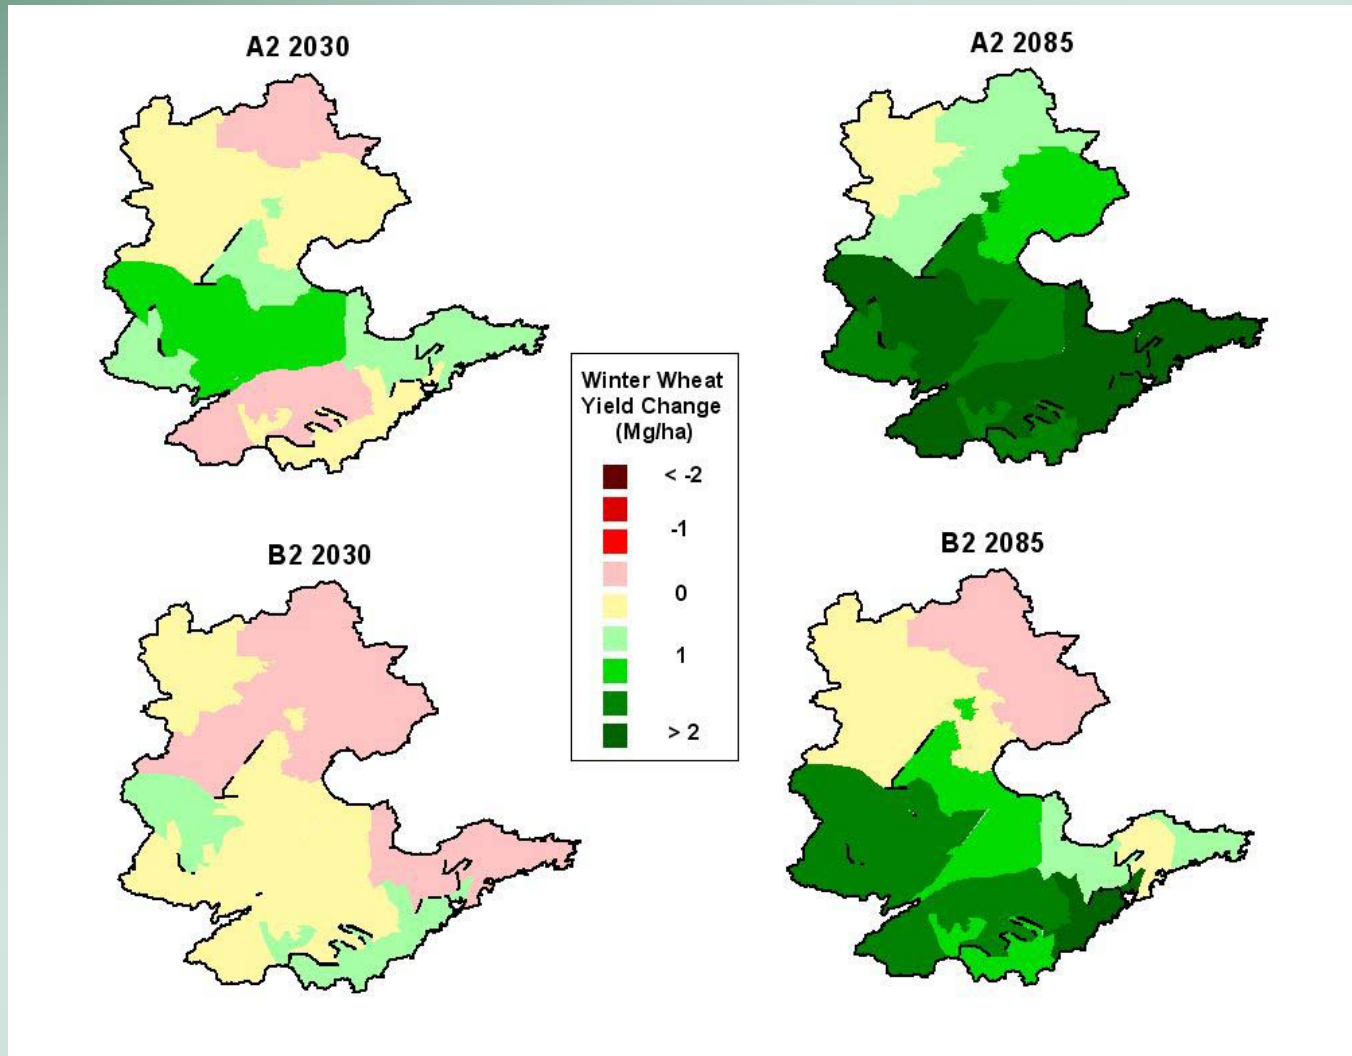 A2 2030
A2 2085
Winter Wheat
Yield Change
(Mg/ha)
< -2
-1
0
1
> 2
B2 2030
B2 2085